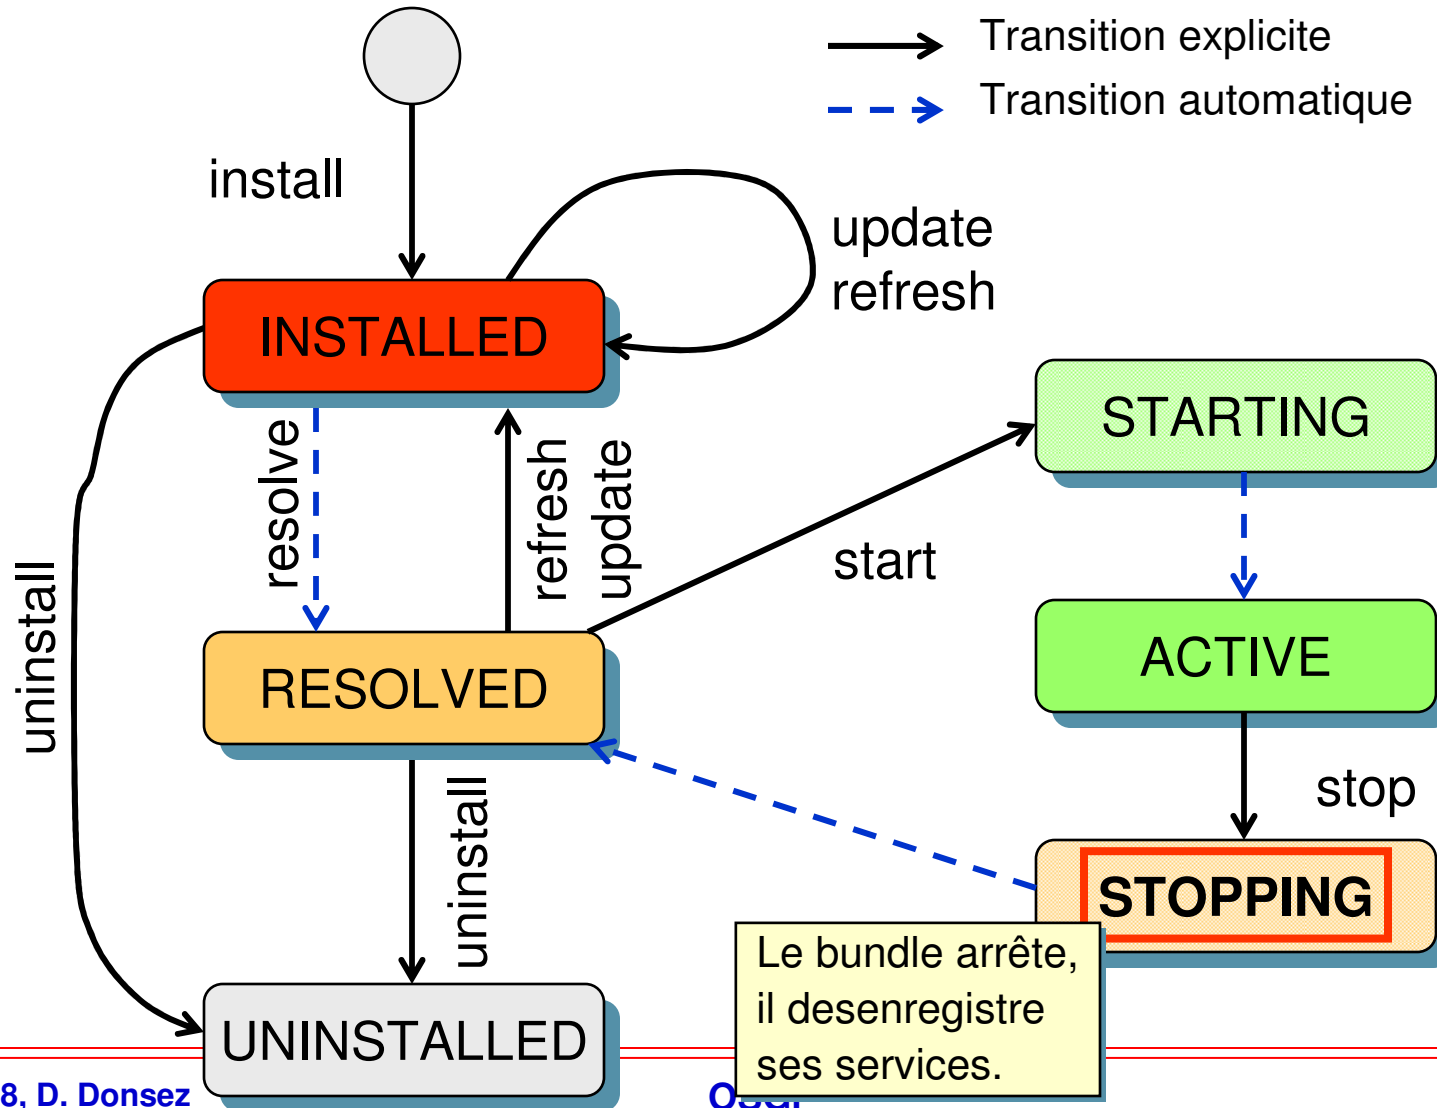 Transition explicite
Transition automatique
install
update
refresh
INSTALLED
STARTING
resolve
refresh
update
start
uninstall
ACTIVE
RESOLVED
stop
uninstall
STOPPING
Le bundle arrête,
il desenregistre
ses services.
UNINSTALLED
8, D. Donsez